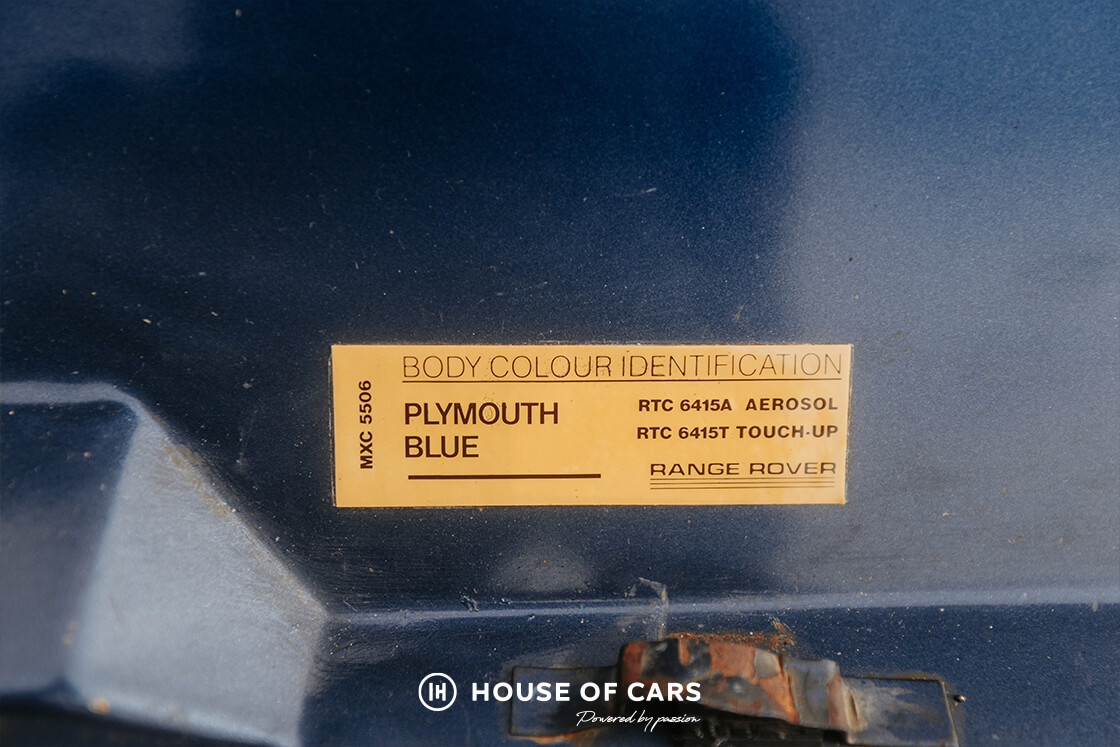 BODY COLOUR IDENTIFICATION
MXC 5506
PLYMOUTH
BLUE
RTC 6415A AEROSOL
RTC 6415T TOUCH-UP
RANGE ROVER
HOUSE OF CARS
Powered by passion